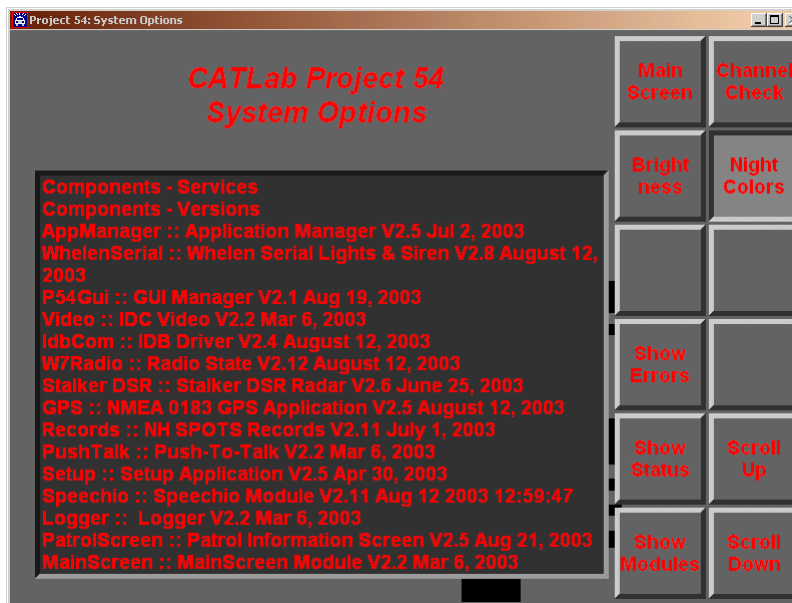 Project 54: System Options
CATLab Project 54
System Options
Components - Services
Components - Versions
AppManager :: Application Manager V2.5 Jul 2, 2003
WhelenSerial :: Whelen Serial Lights & Siren V2.8 August 12,
2003
P54Gui :: GUI Manager V2.1 Aug 19, 2003
Video :: IDC Video V2.2 Mar 6, 2003
IdbCom :: IDB Driver V2.4 August 12, 2003
W7Radio :: Radio State V2.12 August 12, 2003
Stalker DSR :: Stalker DSR Radar V2.6 June 25, 2003
GPS :: NMEA 0183 GPS Application V2.5 August 12, 2003
Records :: NH SPOTS Records V2.11 July 1, 2003
PushTalk :: Push-To-Talk V2.2 Mar 6, 2003
Setup :: Setup Application V2.5 Apr 30, 2003
Speechio :: Speechio Module V2.11 Aug 12 2003 12:59:47
Logger ::  Logger V2.2 Mar 6, 2003
PatrolScreen :: Patrol Information Screen V2.5 Aug 21, 2003
MainScreen :: MainScreen Module V2.2 Mar 6, 2003
Main
Screen
Channel
Check
Bright
ness
Night
Colors
Show
Errors
Show
Status
Scroll
Up
Show
Modules
Scroll
Down